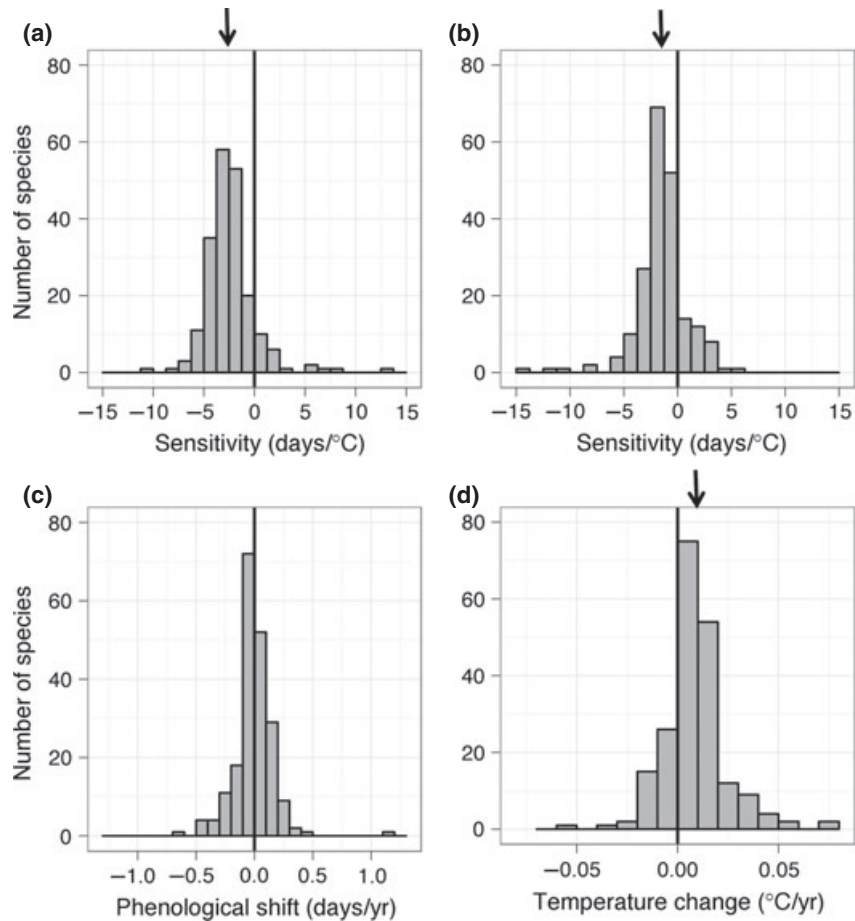 (a)
80
60
40
20
0
Number of species
−15 −10 −5 0 5 10 15
Sensitivity (days/°C)
(b)
80
60
40
20
0
−15 −10 −5 0 5 10 15
Sensitivity (days/°C)
(c)
80
60
40
20
0
Number of species
−1.0 −0.5 0.0 0.5 1.0
Phenological shift (days/yr)
(d)
80
60
40
20
0
−0.05 0.00 0.05
Temperature change (°C/yr)